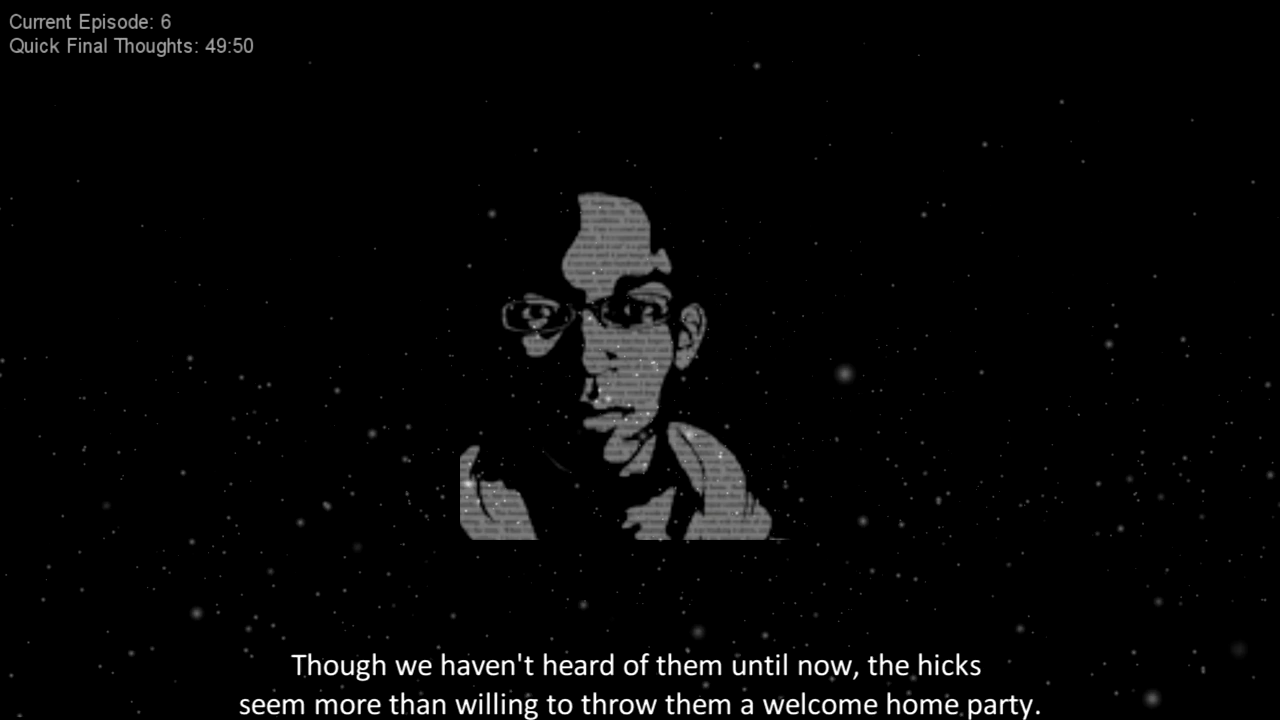 Current Episode: 6
Quick Final Thoughts: 49:50
Though we haven't heard of them until now, the hicks
seem more than willing to throw them a welcome home party.